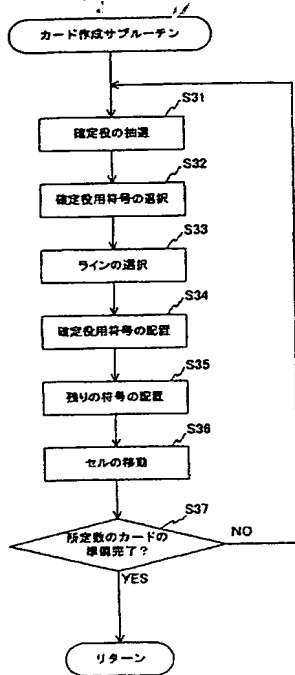 カード作成サブルーチン
S31
確定役の抽選
S32
確定役用符号の選択
S33
ラインの選択
S34
確定役用符号の配置
S35
残りの符号の配置
S36
セルの移動
S37
所定数のカードの
準備完了?
NO
YES
リターン